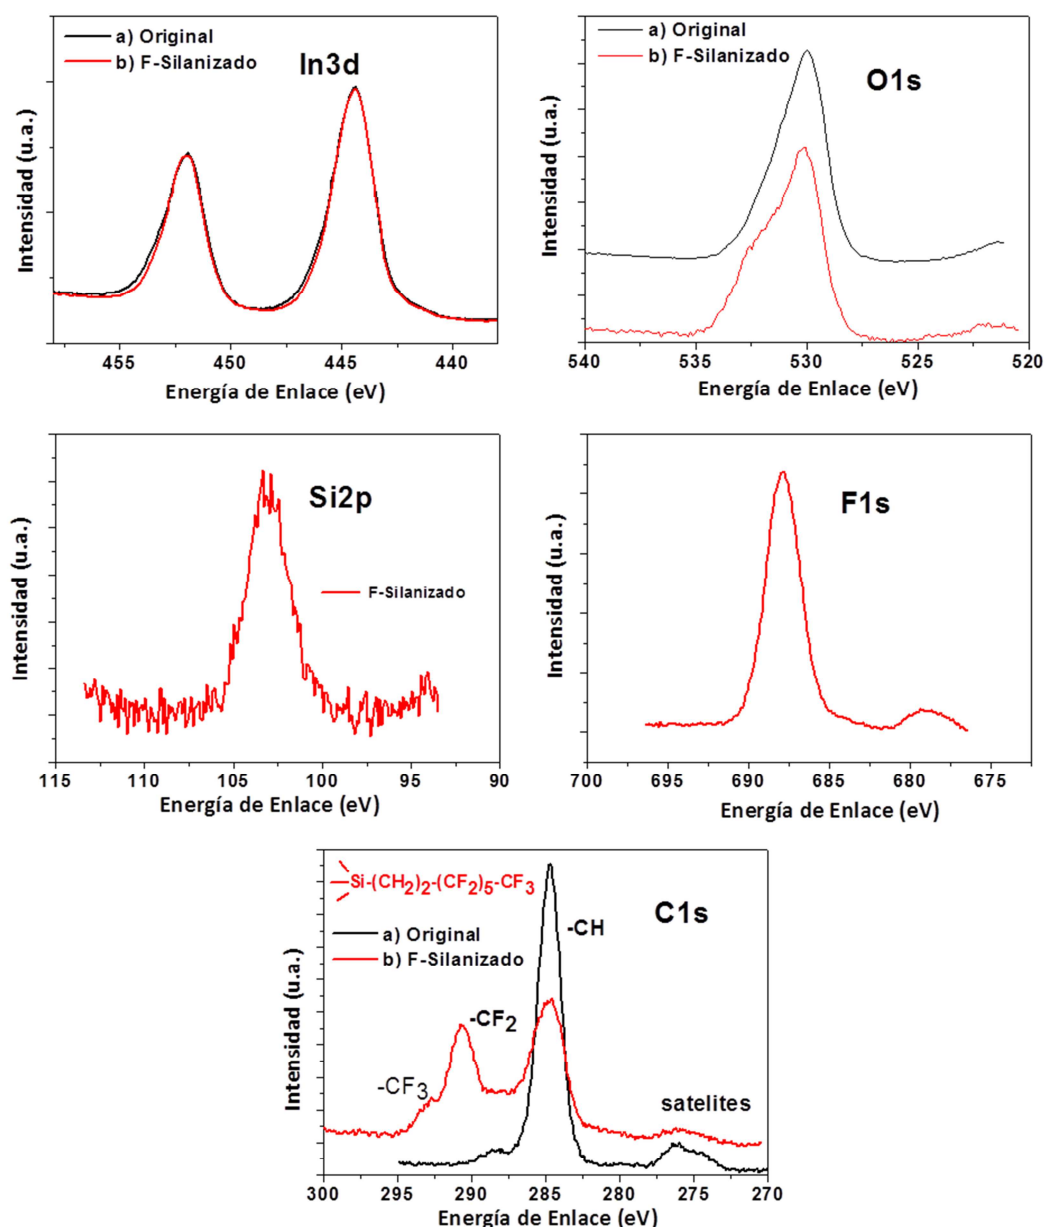 a) Original
b) F-Silanizado
In3d
Intensidad (u.a.)
455 450 445 440
Energía de Enlace (eV)
a) Original
b) F-Silanizado
O1s
Intensidad (u.a.)
540 535 530 525 520
Energía de Enlace (eV)
Si2p
F-Silanizado
Intensidad (u.a.)
115 110 105 100 95 90
Energía de Enlace (eV)
F1s
Intensidad (u.a.)
700 695 690 685 680 675
Energía de Enlace (eV)
Si-(CH2)2-(CF2)5-CF3
C1s
a) Original
b) F-Silanizado
-CH
-CF2
-CF3
satelites
Intensidad (u.a.)
300 295 290 285 280 275 270
Energía de Enlace (eV)